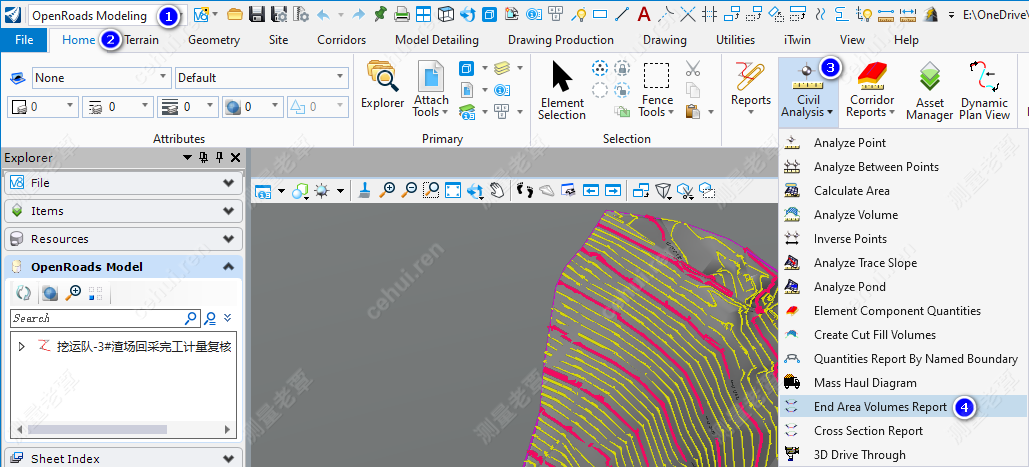 OpenRoads Modeling
1
E:\OneDrive\
File
Home
2
Terrain
Geometry
Site
Corridors
Model Detailing
Drawing Production
Drawing
Utilities
iTwin
View
Help
None
Default
0
0
0
0
0
Attributes
Explorer
Attach
Tools
Primary
Element
Selection
Fence
Tools
Selection
Reports
3
Civil
Analysis
Corridor
Reports
Asset
Manager
Dynamic
Plan View
Analyze Point
Analyze Between Points
Calculate Area
Analyze Volume
Inverse Points
Analyze Trace Slope
Analyze Pond
Element Component Quantities
Create Cut Fill Volumes
Quantities Report By Named Boundary
Mass Haul Diagram
End Area Volumes Report
4
Cross Section Report
3D Drive Through
Explorer
File
Items
Resources
OpenRoads Model
Search
挖运队-3#渣场回采完工计量复核
Sheet Index
测量老覃
cehui.ren